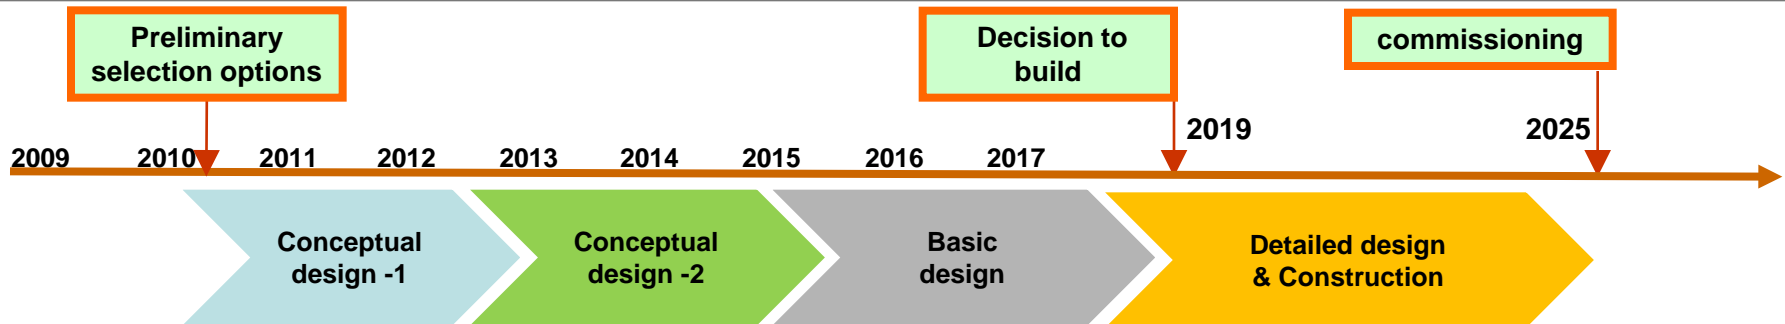 Preliminary
selection options
Decision to
build
commissioning
2019
2025
2009 2010 2011 2012 2013 2014 2015 2016 2017
Conceptual
design -1
Conceptual
design -2
Basic
design
Detailed design
& Construction